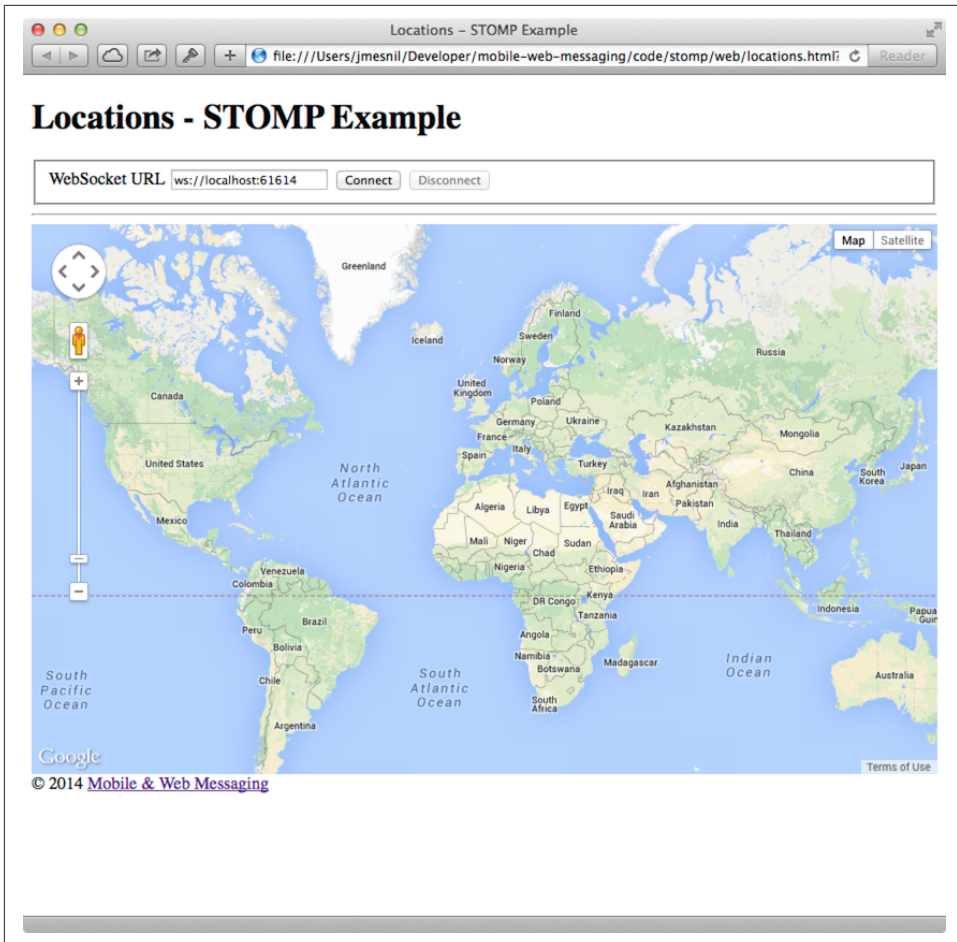 Locations - STOMP Example
file:///Users/jmesnil/Developer/mobile-web-messaging/code/stomp/web/locations.html?
Reader
Locations - STOMP Example
WebSocket URL ws://localhost:61614 Connect Disconnect
Map Satellite
Greenland
Finland
Iceland
Sweden
Russia
Norway
United
Kingdom
Canada
Poland
Germany
Ukraine
Kazakhstan
Mongolia
France
Italy
Spain
United States
North
Atlantic
Ocean
Turkey
China
South
Korea
Japan
Afghanistan
Iraq
Iran
Pakistan
Algeria
Libya
Egypt
Saudi
Arabia
Mexico
India
Thailand
Mali
Niger
Chad
Sudan
Nigeria
Ethiopia
Venezuela
Colombia
DR Congo
Kenya
Tanzania
Indonesia
Papua
Guin
Brazil
Peru
Angola
Bolivia
Namibia
Botswana
Madagascar
Indian
Ocean
South
Pacific
Ocean
Chile
South
Atlantic
Ocean
Australia
South
Africa
Argentina
Google
Terms of Use
© 2014 Mobile & Web Messaging